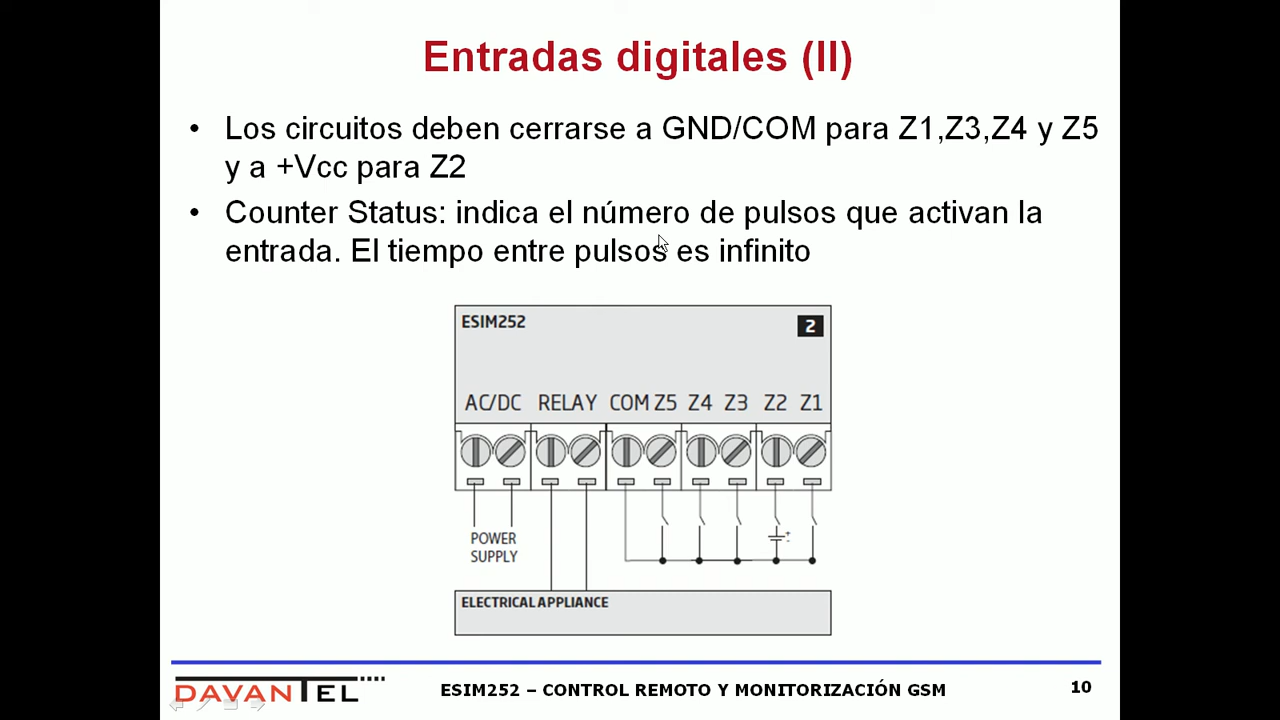 Entradas digitales (II)
• Los circuitos deben cerrarse a GND/COM para Z1,Z3,Z4 y Z5
y a +Vcc para Z2
• Counter Status: indica el número de pulsos que activan la
entrada. El tiempo entre pulsos es infinito
ESIM252
2
AC/DC RELAY COM Z5 Z4 Z3 Z2 Z1
+
-
POWER
SUPPLY
ELECTRICAL APPLIANCE
DAVANTEL
ESIM252 – CONTROL REMOTO Y MONITORIZACIÓN GSM
10